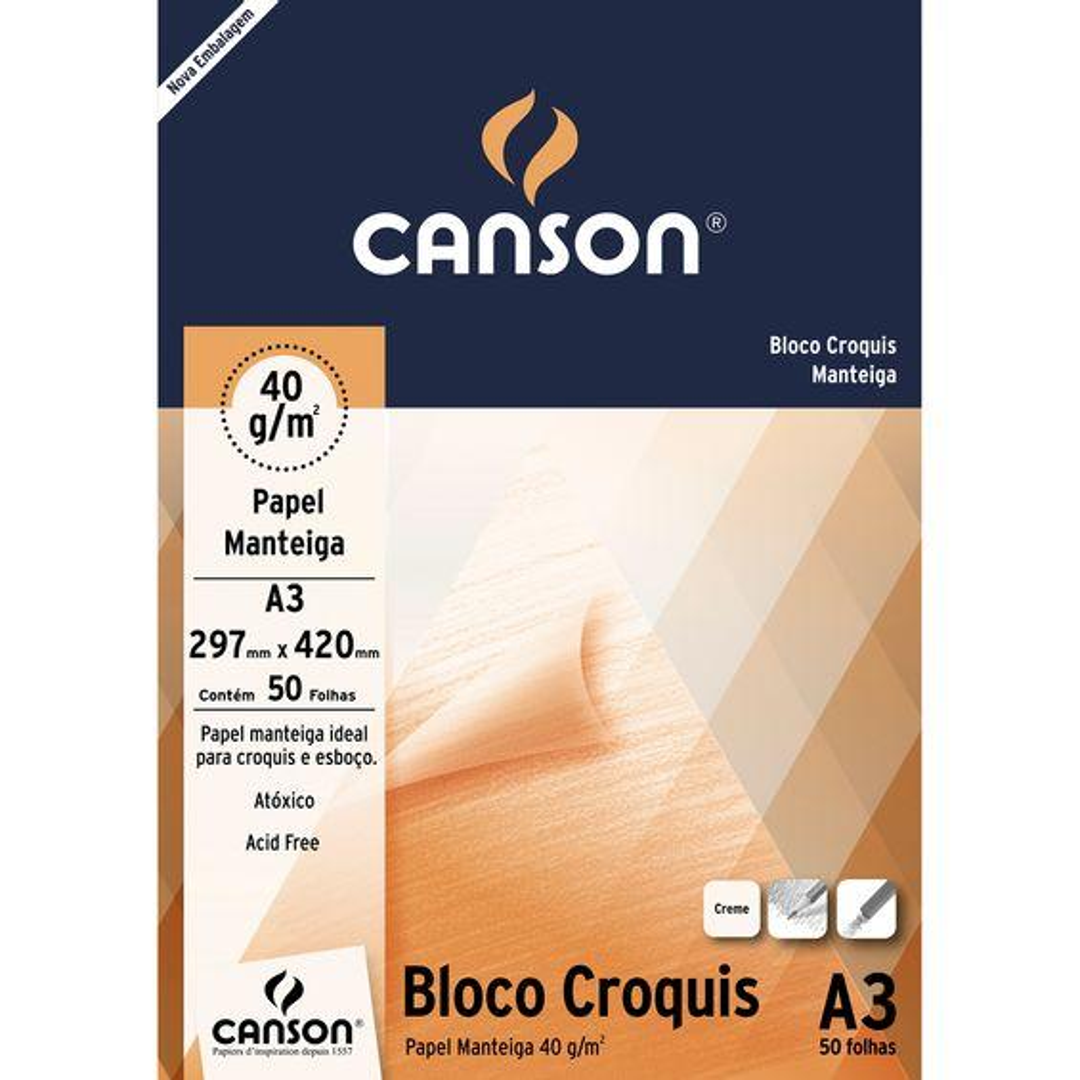 Nova Embalagem
CANSON®
Bloco Croquis
Manteiga
40
g/m²
Papel
Manteiga
A3
297mm x 420mm
Contém 50 Folhas
Papel manteiga ideal
para croquis e esboço.
Atóxico
Acid Free
Creme
CANSON®
Papiers d'inspiration depuis 1557
Bloco Croquis
Papel Manteiga 40 g/m²
A3
50 folhas